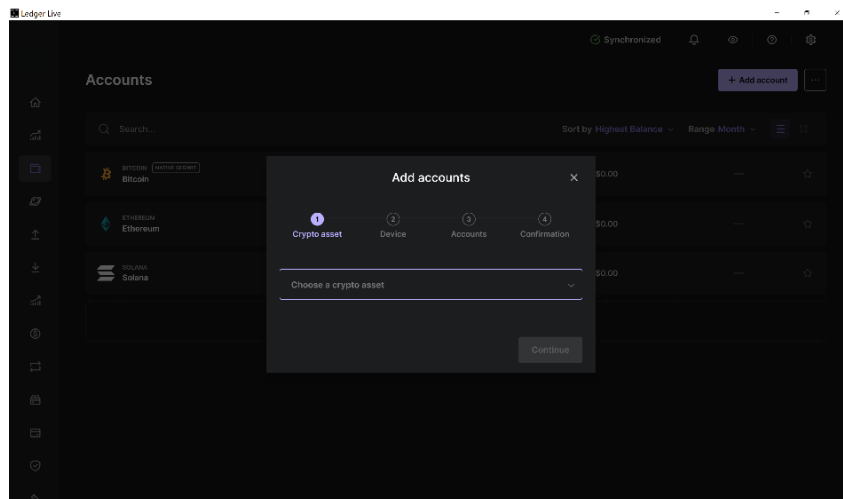 Ledger Live
Synchronized
Accounts
+ Add account
Search...
Sort by Highest Balance
Range Month
BITCOIN NATIVE SEGWIT
Bitcoin
$0.00
—
ETHEREUM
Ethereum
$0.00
—
SOLANA
Solana
$0.00
—
Add accounts
1 2 3 4
Crypto asset Device Accounts Confirmation
Choose a crypto asset
Continue